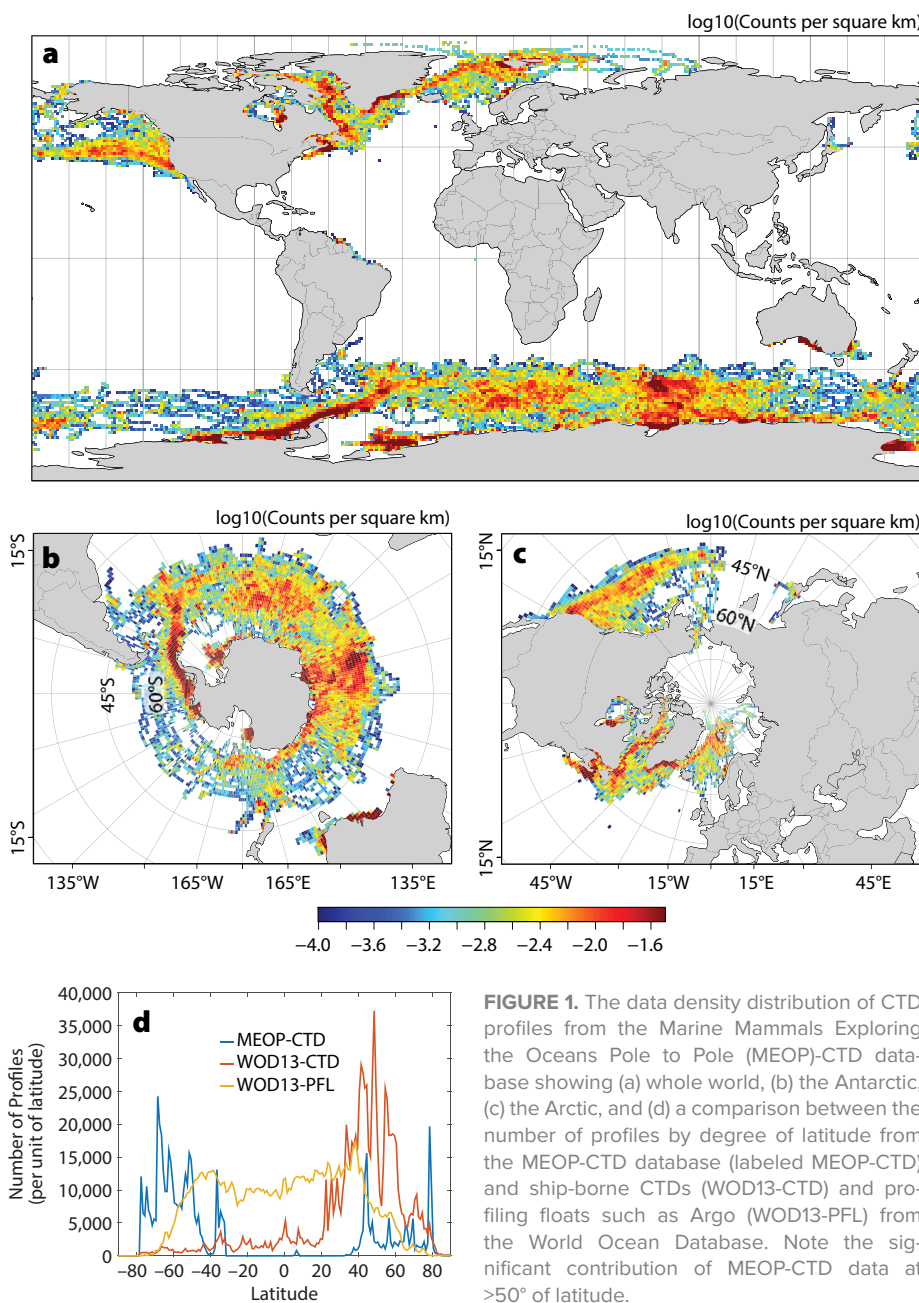 log10(Counts per square km)
a
log10(Counts per square km)
log10(Counts per square km)
b
15°S
45°S
60°S
15°S
135°W
165°W
165°E
135°E
c
15°N
45°N
60°N
15°N
45°W
15°W
15°E
45°E
−4.0
−3.6
−3.2
−2.8
−2.4
−2.0
−1.6
d
MEOP-CTD
WOD13-CTD
WOD13-PFL
40,000
35,000
30,000
25,000
20,000
15,000
10,000
5,000
0
Number of Profiles
(per unit of latitude)
−80
−60
−40
−20
0
20
40
60
80
Latitude
FIGURE 1. The data density distribution of CTD
profiles from the Marine Mammals Exploring
the Oceans Pole to Pole (MEOP)-CTD data-
base showing (a) whole world, (b) the Antarctic,
(c) the Arctic, and (d) a comparison between the
number of profiles by degree of latitude from
the MEOP-CTD database (labeled MEOP-CTD)
and ship-borne CTDs (WOD13-CTD) and pro-
filing floats such as Argo (WOD13-PFL) from
the World Ocean Database. Note the sig-
nificant contribution of MEOP-CTD data at
>50° of latitude.